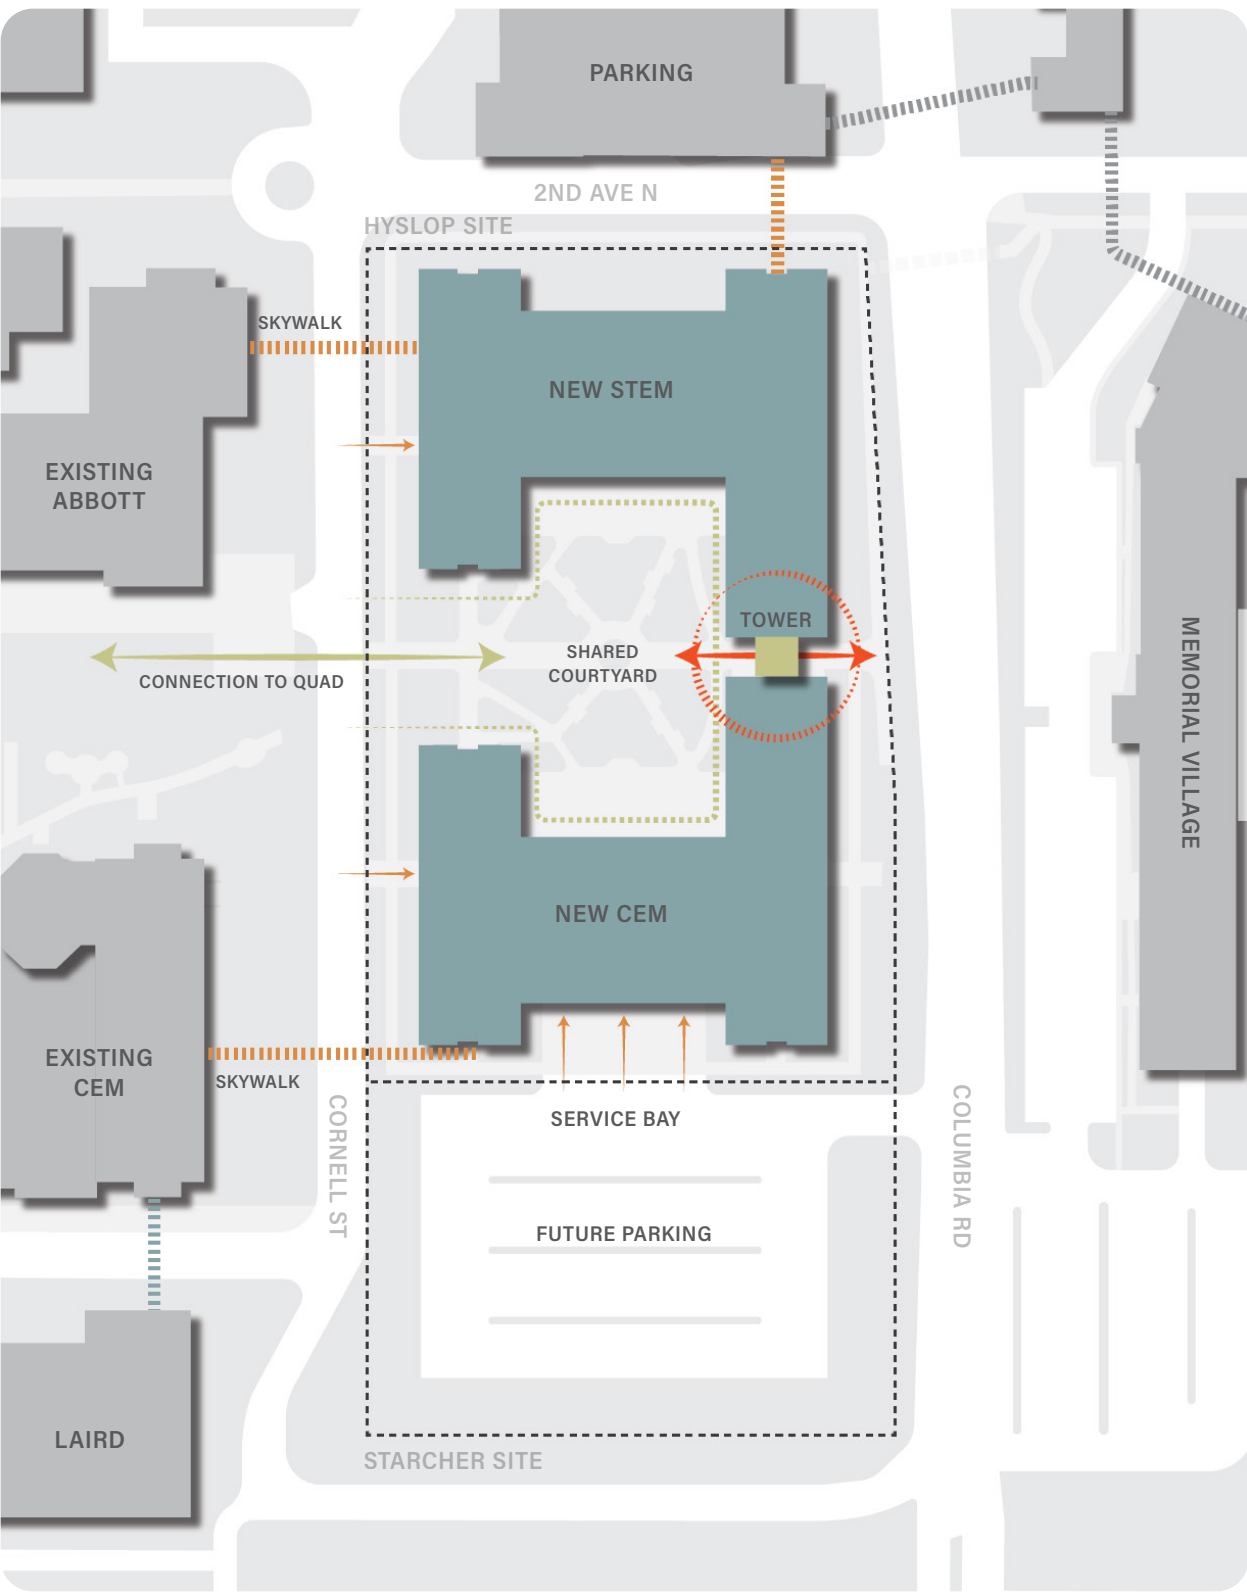 PARKING
2ND AVE N
HYSLOP SITE
SKYWALK
NEW STEM
EXISTING
ABBOTT
TOWER
SHARED
COURTYARD
CONNECTION TO QUAD
MEMORIAL VILLAGE
NEW CEM
EXISTING
CEM
SKYWALK
SERVICE BAY
CORNELL ST
COLUMBIA RD
FUTURE PARKING
LAIRD
STARCHER SITE